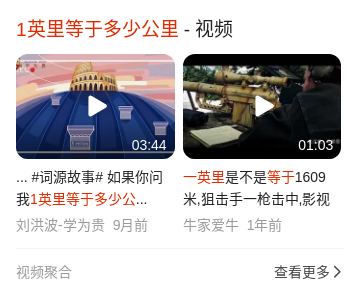 1英里等于多少公里 - 视频
03:44
01:03
... #词源故事# 如果你问
我1英里等于多少公...
刘洪波-学为贵 9月前
一英里是不是等于1609
米,狙击手一枪击中,影视
牛家爱牛 1年前
视频聚合
查看更多